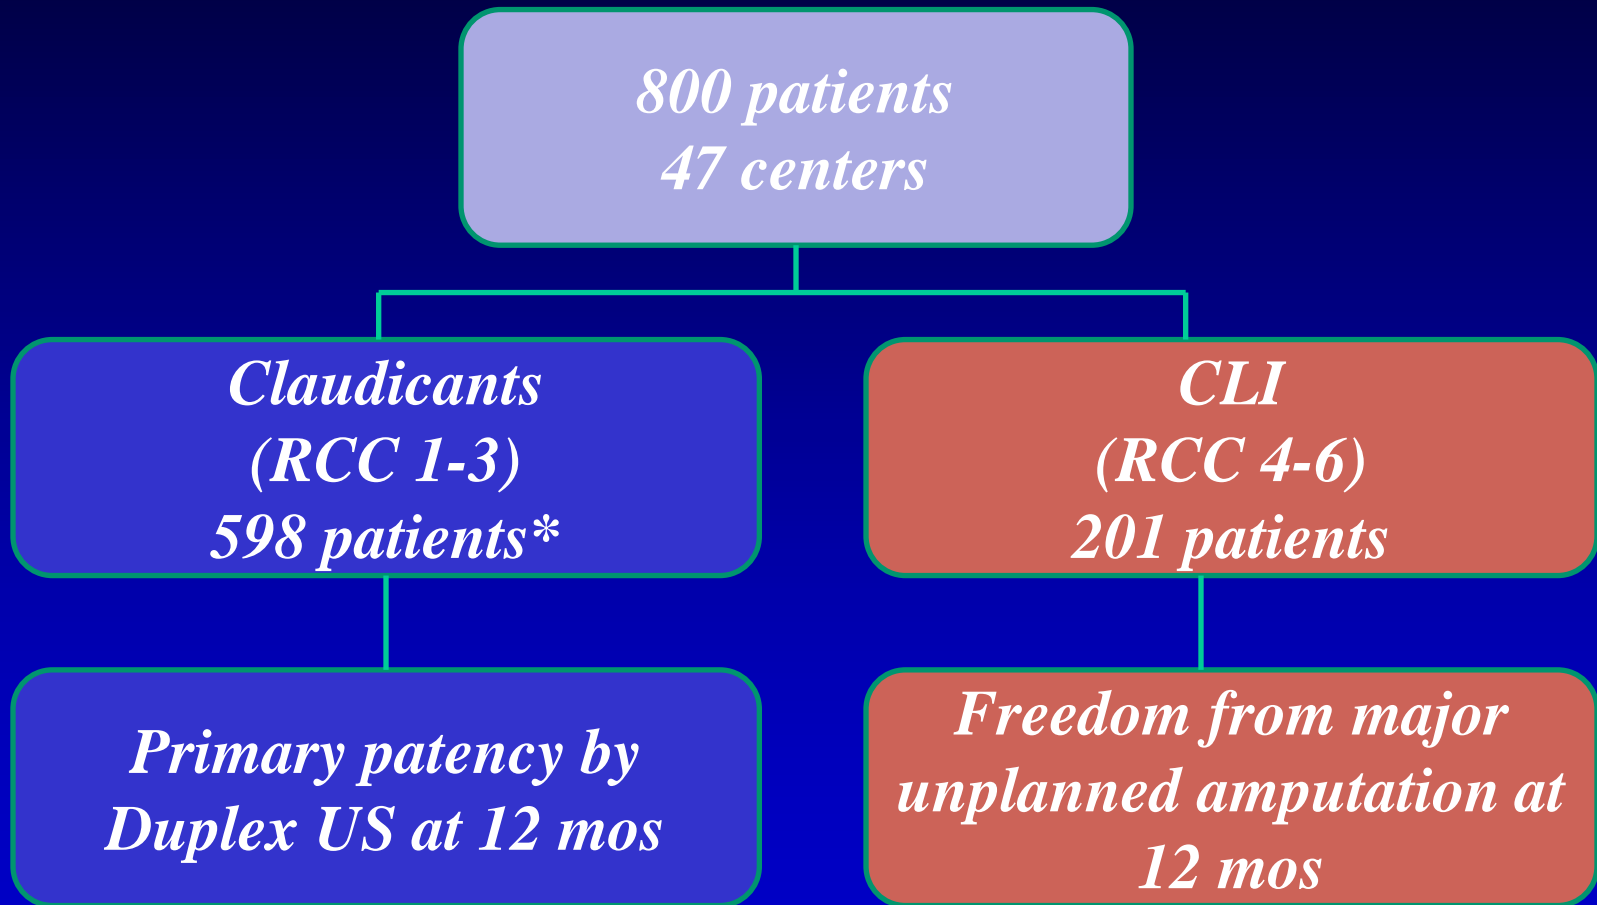 800 patients
47 centers
Claudicants
(RCC 1-3)
598 patients*
CLI
(RCC 4-6)
201 patients
Primary patency by
Duplex US at 12 mos
Freedom from major
unplanned amputation at
12 mos